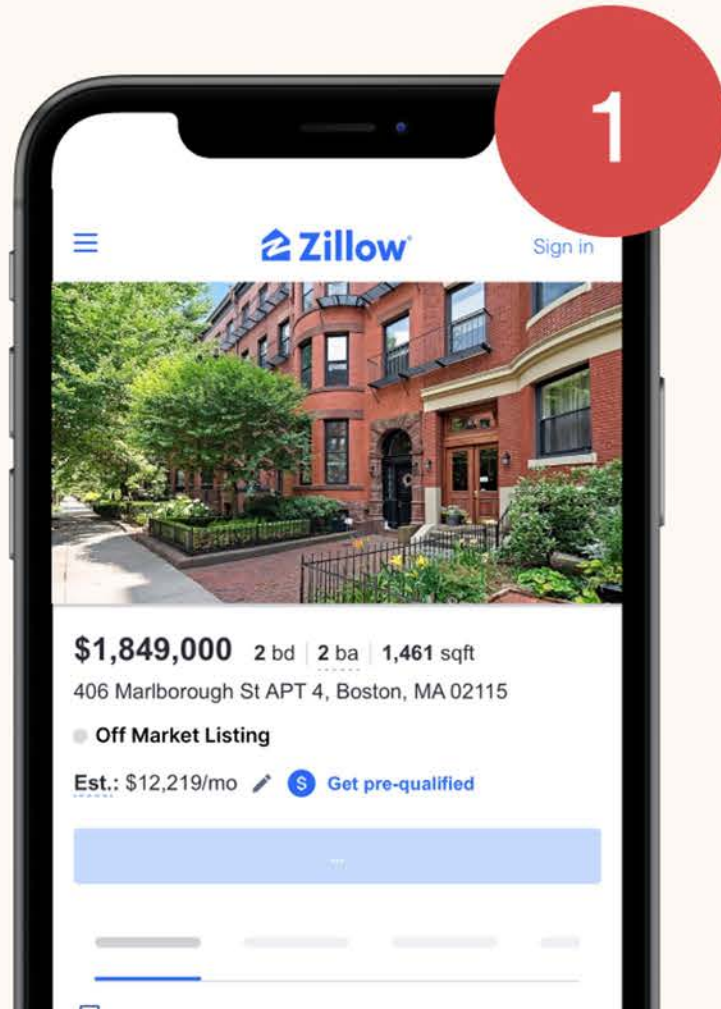 1
Zillow
Sign in
$1,849,000 2 bd 2 ba 1,461 sqft
406 Marlborough St APT 4, Boston, MA 02115
Off Market Listing
Est.: $12,219/mo $ Get pre-qualified
...